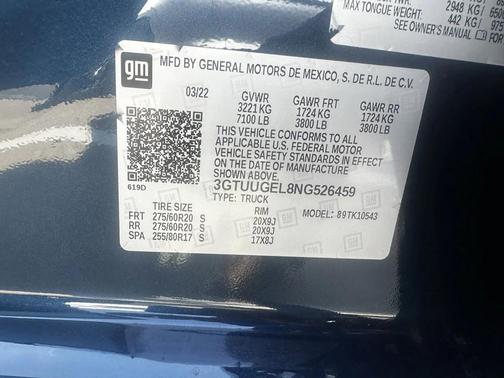 2948 KG / 650
MAX TONGUE WEIGHT:
442 KG / 975
SEE OWNER'S MANUAL
FOR
gm
MFD BY GENERAL MOTORS DE MEXICO, S. DE R.L. DE C.V.
03/22 GVWR GAWR FRT GAWR RR
3221 KG 1724 KG 1724 KG
7100 LB 3800 LB 3800 LB
THIS VEHICLE CONFORMS TO ALL
APPLICABLE U.S. FEDERAL MOTOR
VEHICLE SAFETY STANDARDS IN
EFFECT ON THE DATE OF MANUFACTURE
SHOWN ABOVE.
619D
3GTUUGEL8NG526459
TYPE: TRUCK
TIRE SIZE RIM MODEL: 89TK10543
FRT 275/60R20 S 20X9J
RR 275/60R20 S 20X9J
SPA 255/80R17 S 17X8J